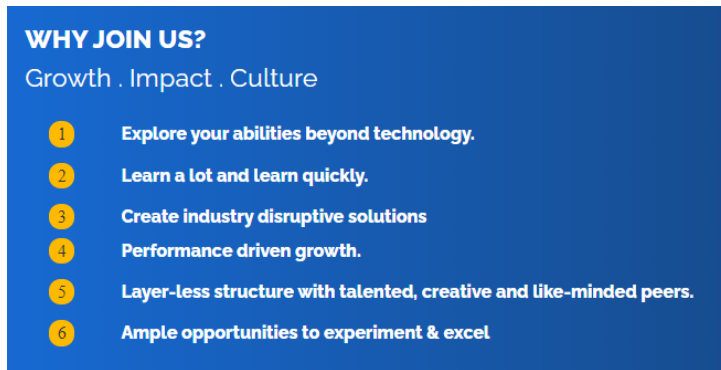 WHY JOIN US?
Growth . Impact . Culture
1 Explore your abilities beyond technology.
2 Learn a lot and learn quickly.
3 Create industry disruptive solutions
4 Performance driven growth.
5 Layer-less structure with talented, creative and like-minded peers.
6 Ample opportunities to experiment & excel